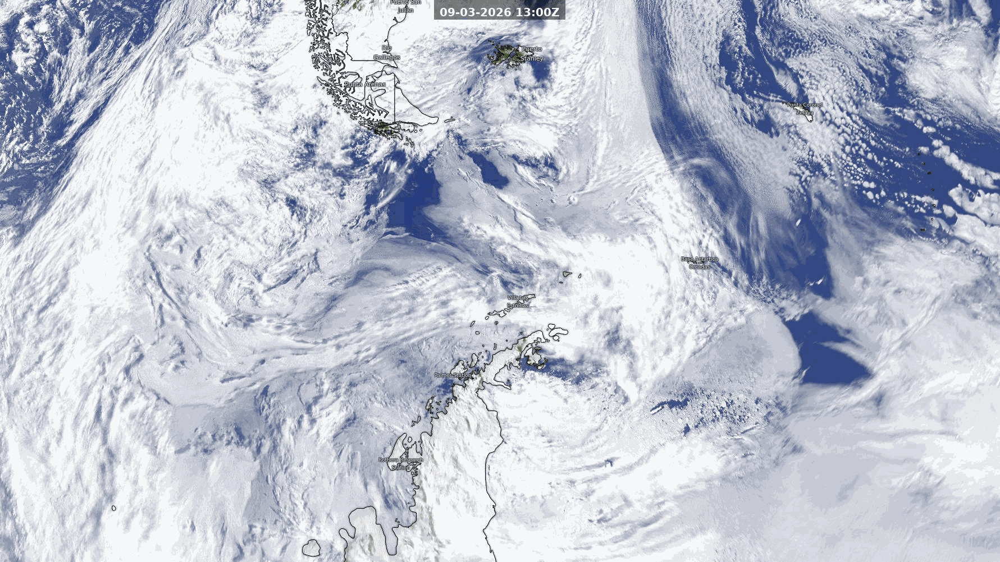 Puerto San
Julián
09-03-2026 13:00Z
Río
Gallegos
Puerto
Stanley
Punta Arenas
Punta Coronel
Zelaya
Base Antártica
Orcadas
Villa Las
Estrellas
Palmer Station
Rothera Research
Station